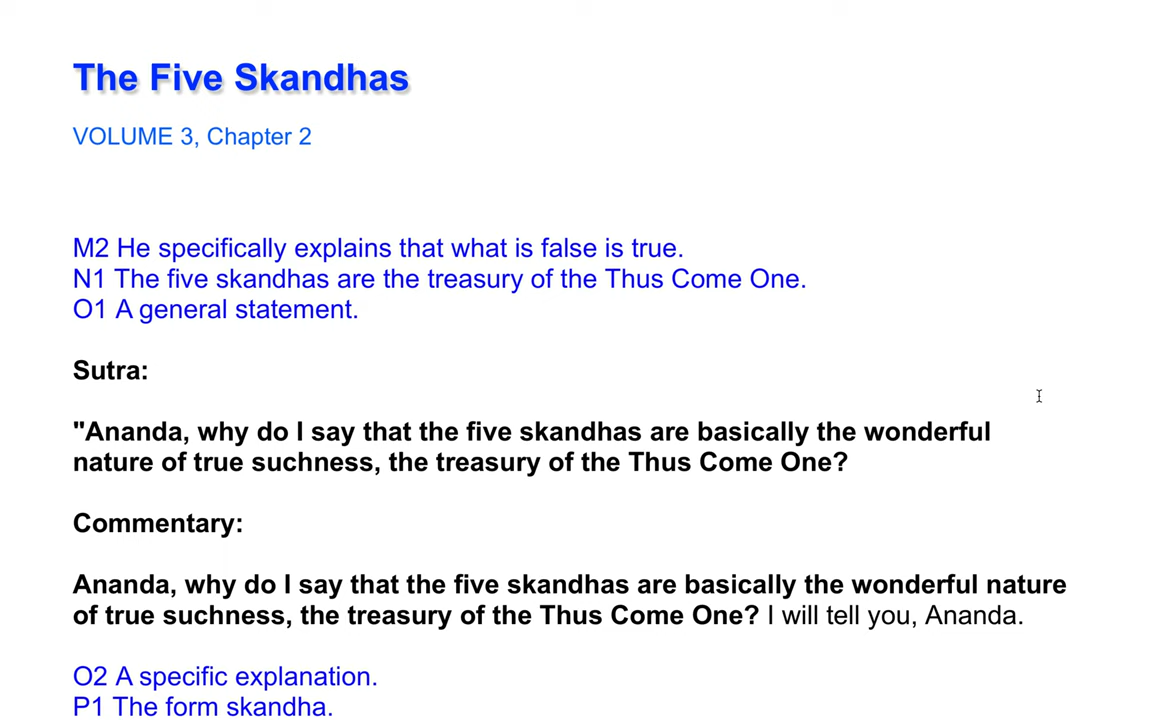 The Five Skandhas
VOLUME 3, Chapter 2
M2 He specifically explains that what is false is true.
N1 The five skandhas are the treasury of the Thus Come One.
O1 A general statement.
Sutra:
"Ananda, why do I say that the five skandhas are basically the wonderful
nature of true suchness, the treasury of the Thus Come One?
Commentary:
Ananda, why do I say that the five skandhas are basically the wonderful nature
of true suchness, the treasury of the Thus Come One? I will tell you, Ananda.
O2 A specific explanation.
P1 The form skandha.